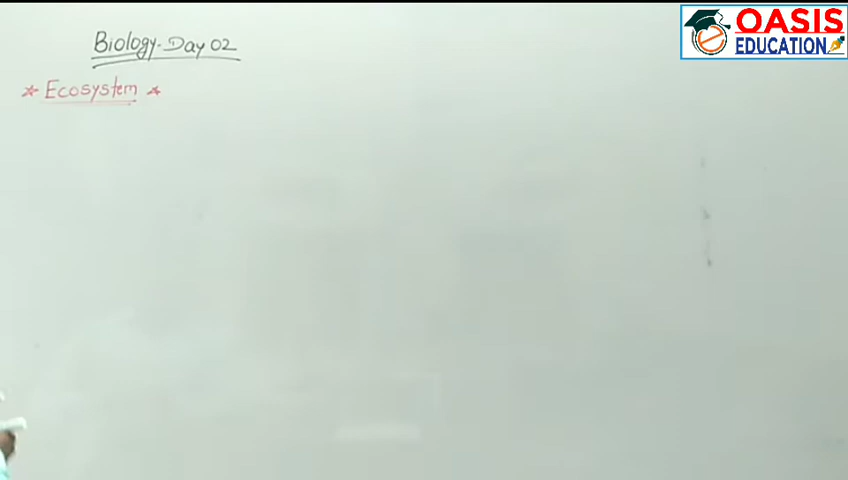 Biology-Day 02
☆ Ecosystem ☆
OASIS
EDUCATION